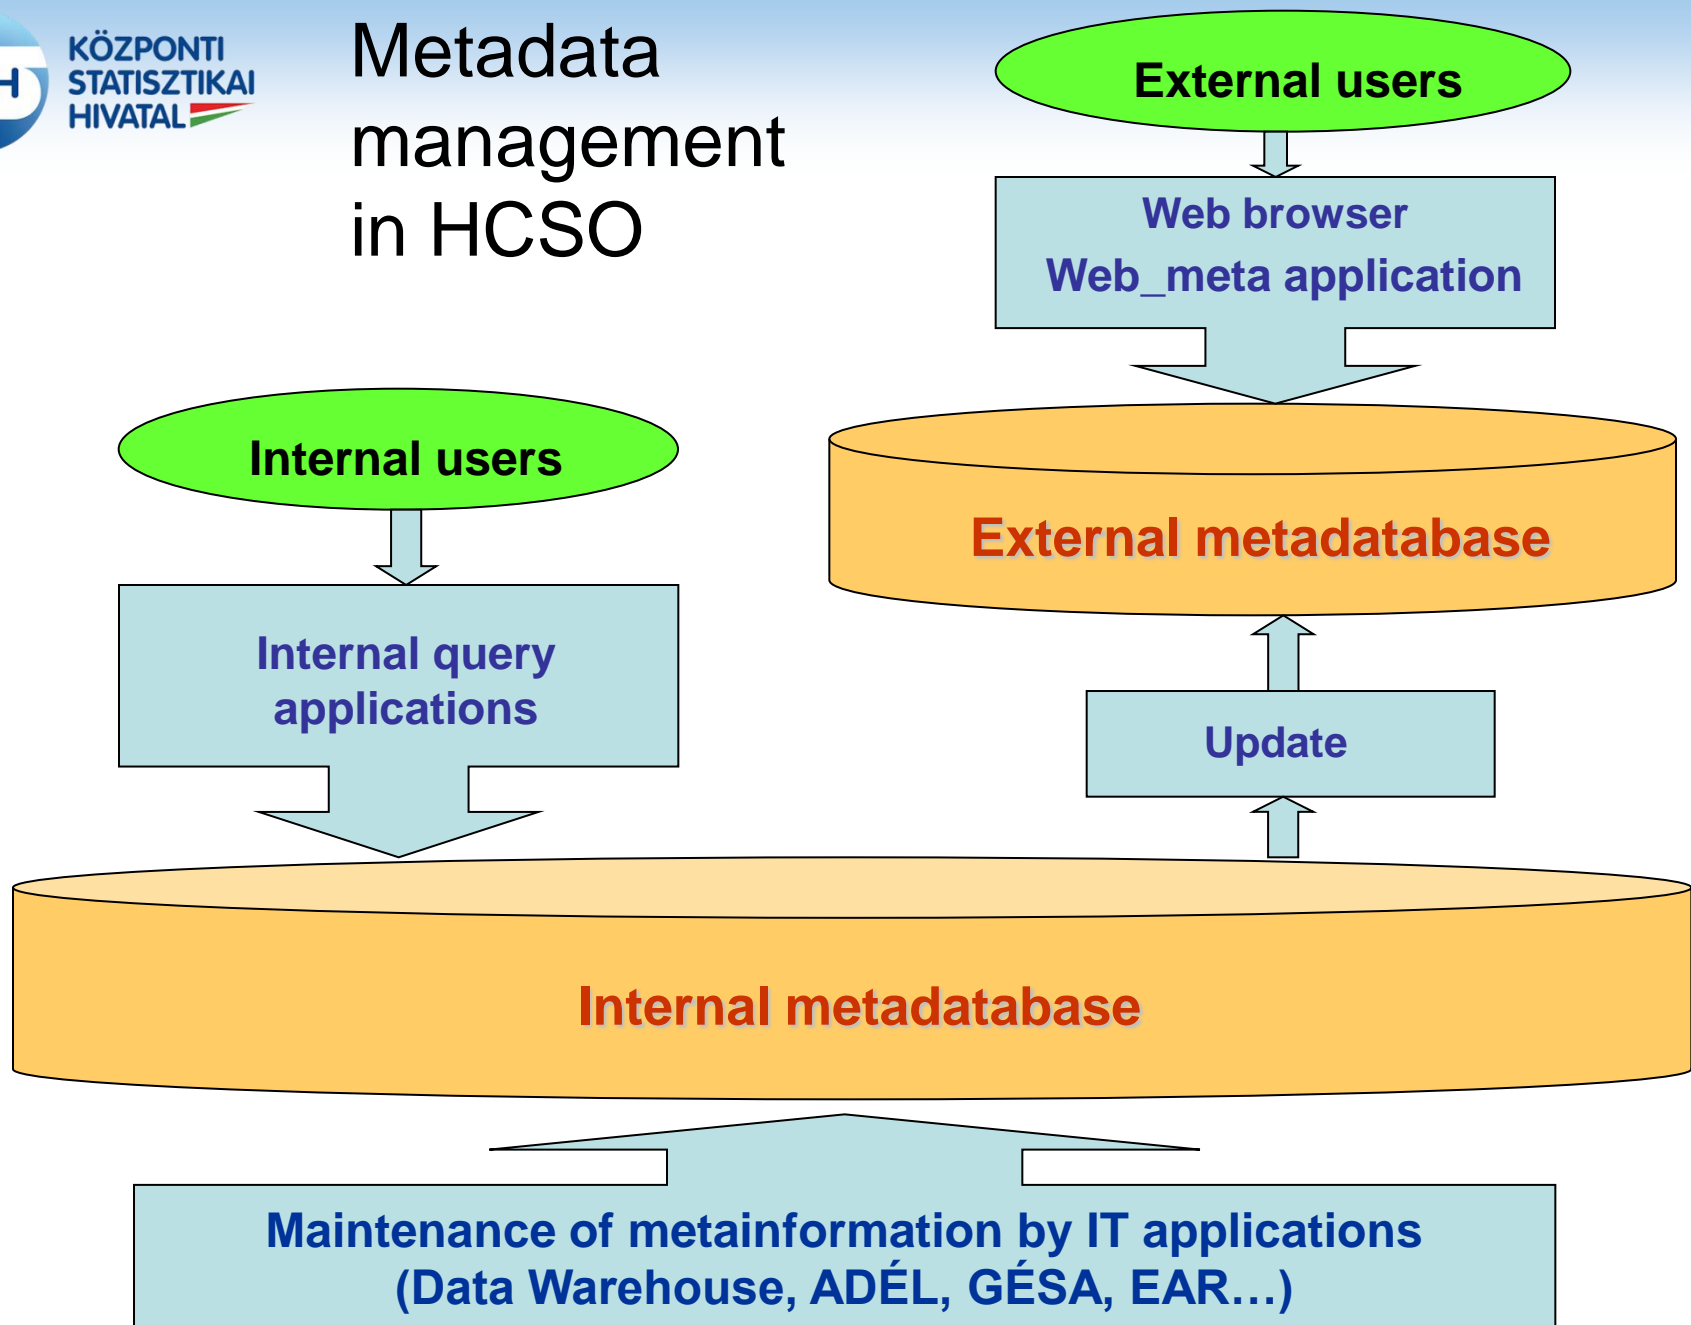 H
KÖZPONTI
STATISZTIKAI
HIVATAL
Metadata
management
in HCSO
External users
Web browser
Web_meta application
Internal users
External metadatabase
Internal query
applications
Update
Internal metadatabase
Maintenance of metainformation by IT applications
(Data Warehouse, ADÉL, GÉSA, EAR…)